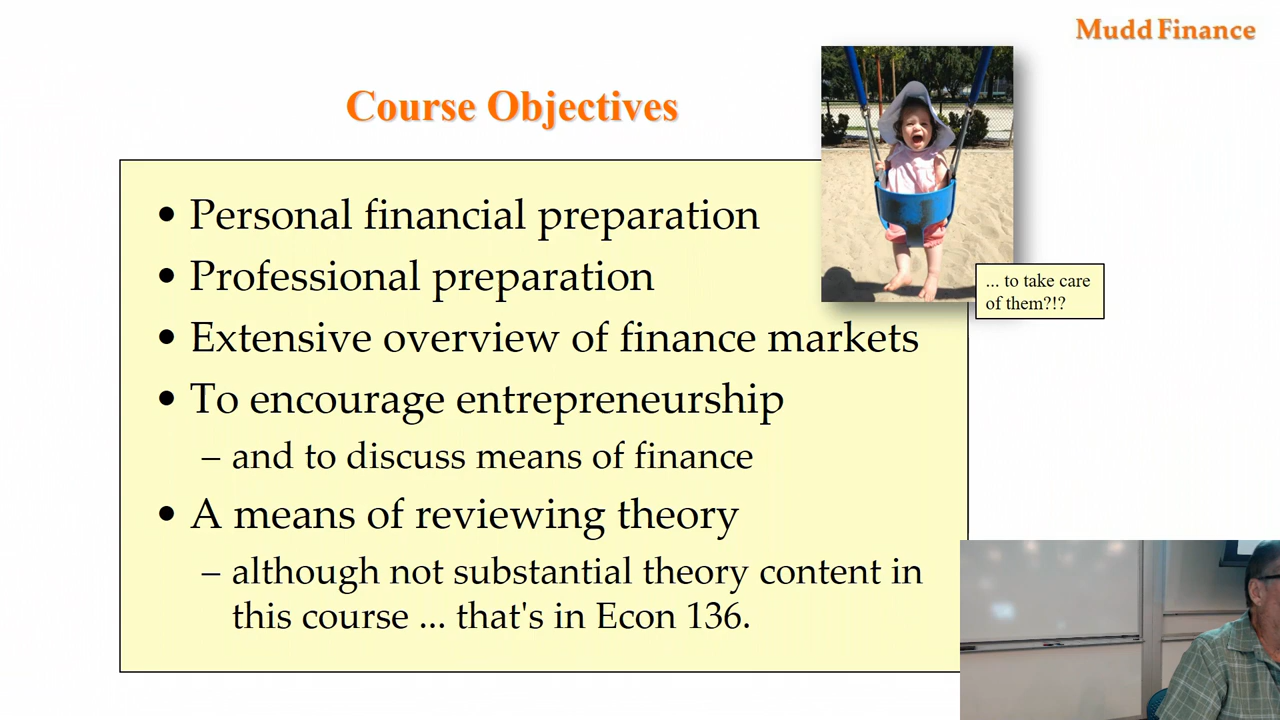 Mudd Finance
Course Objectives
• Personal financial preparation
• Professional preparation
... to take care
of them?!?
• Extensive overview of finance markets
• To encourage entrepreneurship
– and to discuss means of finance
• A means of reviewing theory
– although not substantial theory content in
this course ... that's in Econ 136.